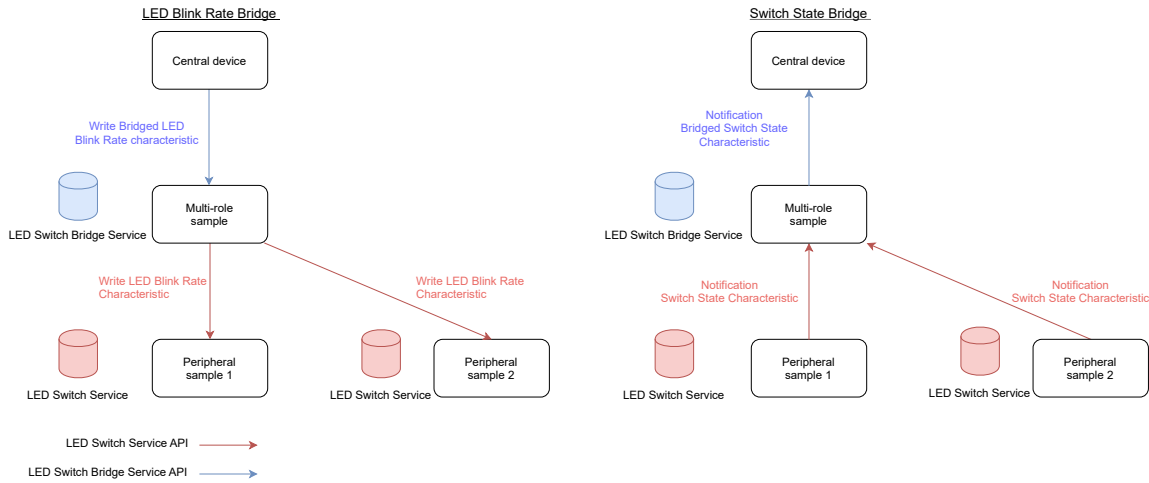 LED Blink Rate Bridge
Central device
Write Bridged LED
Blink Rate characteristic
Multi-role
sample
LED Switch Bridge Service
Write LED Blink Rate
Characteristic
Write LED Blink Rate
Characteristic
Peripheral
sample 1
LED Switch Service
Peripheral
sample 2
LED Switch Service
LED Switch Service API
LED Switch Bridge Service API
Switch State Bridge
Central device
Notification
Bridged Switch State
Characteristic
Multi-role
sample
LED Switch Bridge Service
Notification
Switch State Characteristic
Notification
Switch State Characteristic
Peripheral
sample 1
LED Switch Service
Peripheral
sample 2
LED Switch Service